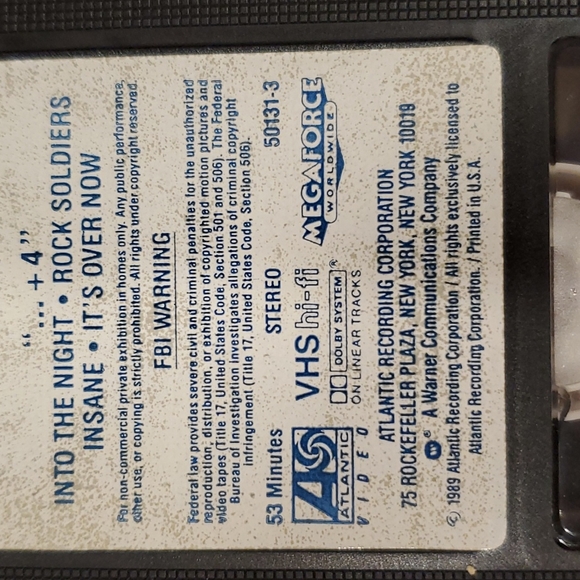 "... + 4"
INTO THE NIGHT • ROCK SOLDIERS
INSANE • IT'S OVER NOW
For non-commercial private exhibition in homes only. Any public performance,
other use, or copying is strictly prohibited. All rights under copyright reserved.
FBI WARNING
Federal law provides severe civil and criminal penalties for the unauthorized
reproduction, distribution, or exhibition of copyrighted motion pictures and
video tapes (Title 17, United States Code, Section 501 and 506). The Federal
Bureau of Investigation investigates allegations of criminal copyright
infringement (Title 17, United States Code, Section 506).
53 Minutes STEREO 50131-3
ATLANTIC
VIDEO
VHS hi-fi
DOLBY SYSTEM®
ON LINEAR TRACKS
MEGAFORCE
WORLDWIDE
ATLANTIC RECORDING CORPORATION
75 ROCKEFELLER PLAZA, NEW YORK, NEW YORK 10019
W® A Warner Communications Company
© 1989 Atlantic Recording Corporation / All rights exclusively licensed to
Atlantic Recording Corporation. / Printed in U.S.A.